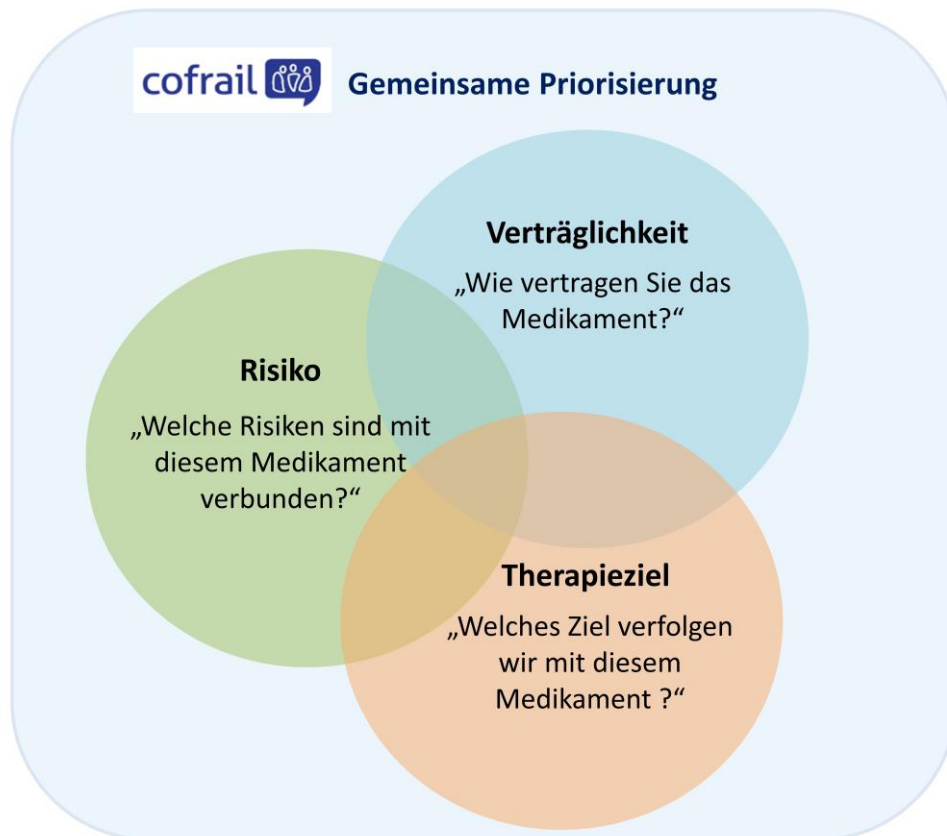 cofrail Gemeinsame Priorisierung
Verträglichkeit
„Wie vertragen Sie das
Medikament?“
Risiko
„Welche Risiken sind mit
diesem Medikament
verbunden?“
Therapieziel
„Welches Ziel verfolgen
wir mit diesem
Medikament ?“